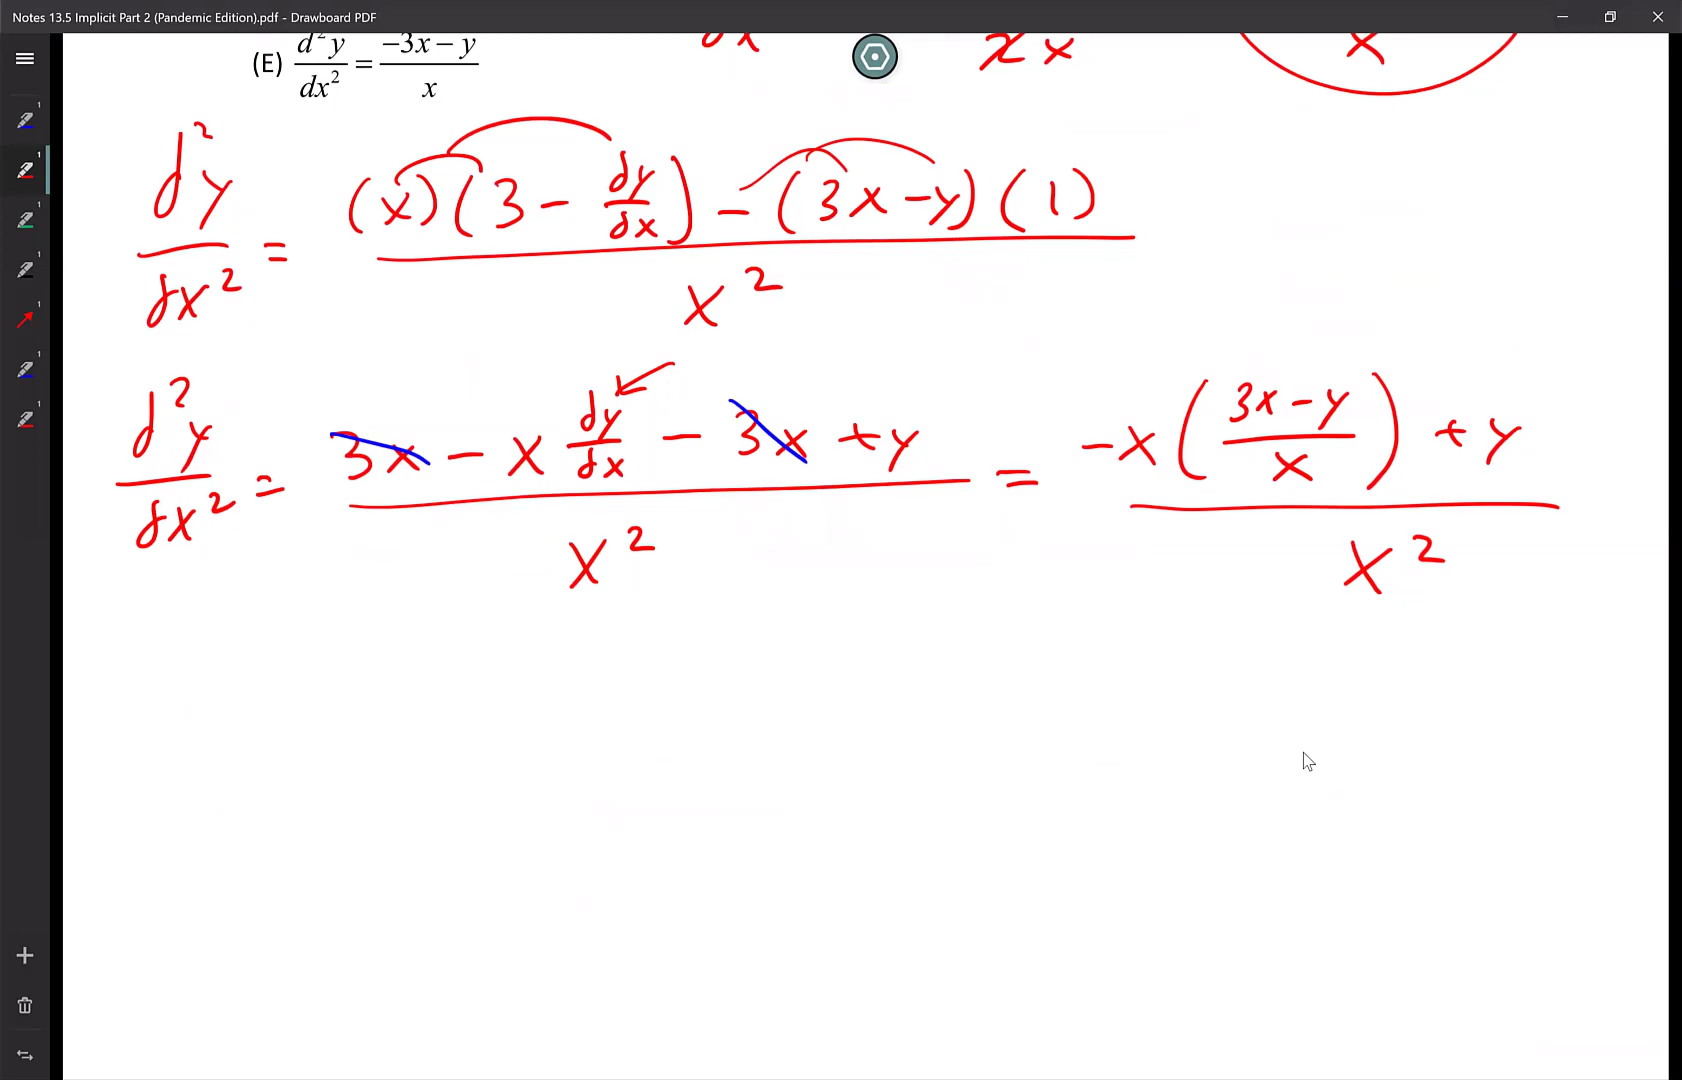 Notes 13.5 Implicit Part 2 (Pandemic Edition).pdf - Drawboard PDF
(E) d²y/dx² = (−3x − y)/x
x
x
x
d²y/dx² = ((x)(3 − dy/dx) − (3x − y)(1))/x²
d²y/dx² = (3x − x dy/dx − 3x + y)/x² = (−x((3x − y)/x) + y)/x²